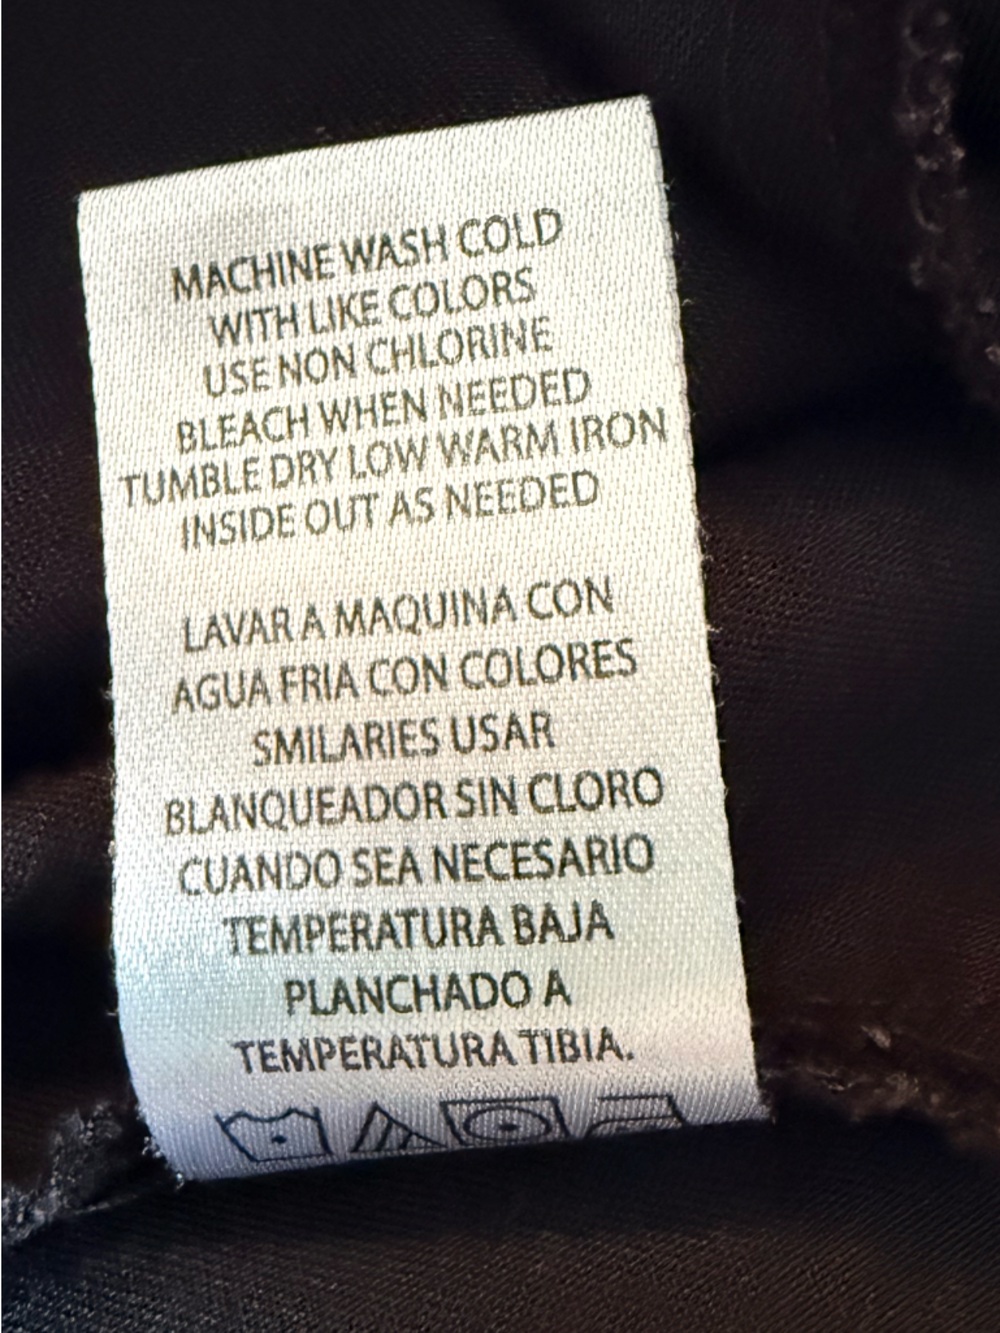 MACHINE WASH COLD
WITH LIKE COLORS
USE NON CHLORINE
BLEACH WHEN NEEDED
TUMBLE DRY LOW WARM IRON
INSIDE OUT AS NEEDED
LAVAR A MAQUINA CON
AGUA FRIA CON COLORES
SMILARIES USAR
BLANQUEADOR SIN CLORO
CUANDO SEA NECESARIO
TEMPERATURA BAJA
PLANCHADO A
TEMPERATURA TIBIA.